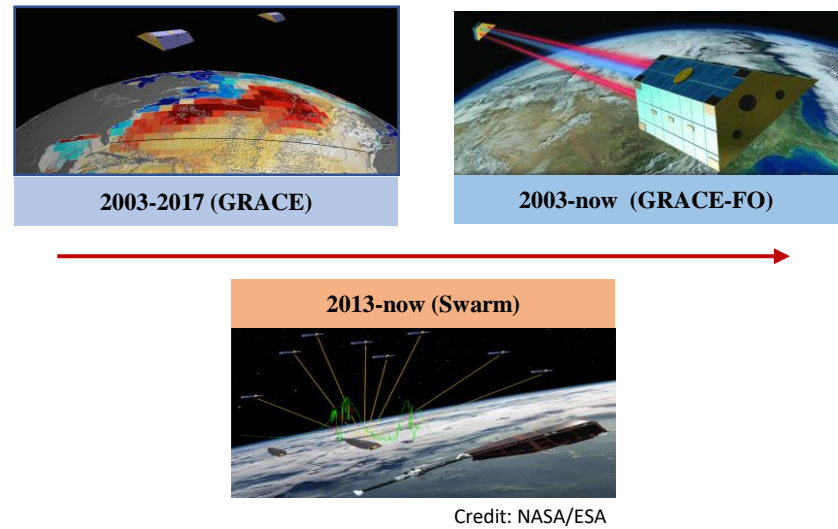 2003-2017 (GRACE)
2003-now (GRACE-FO)
2013-now (Swarm)
Credit: NASA/ESA